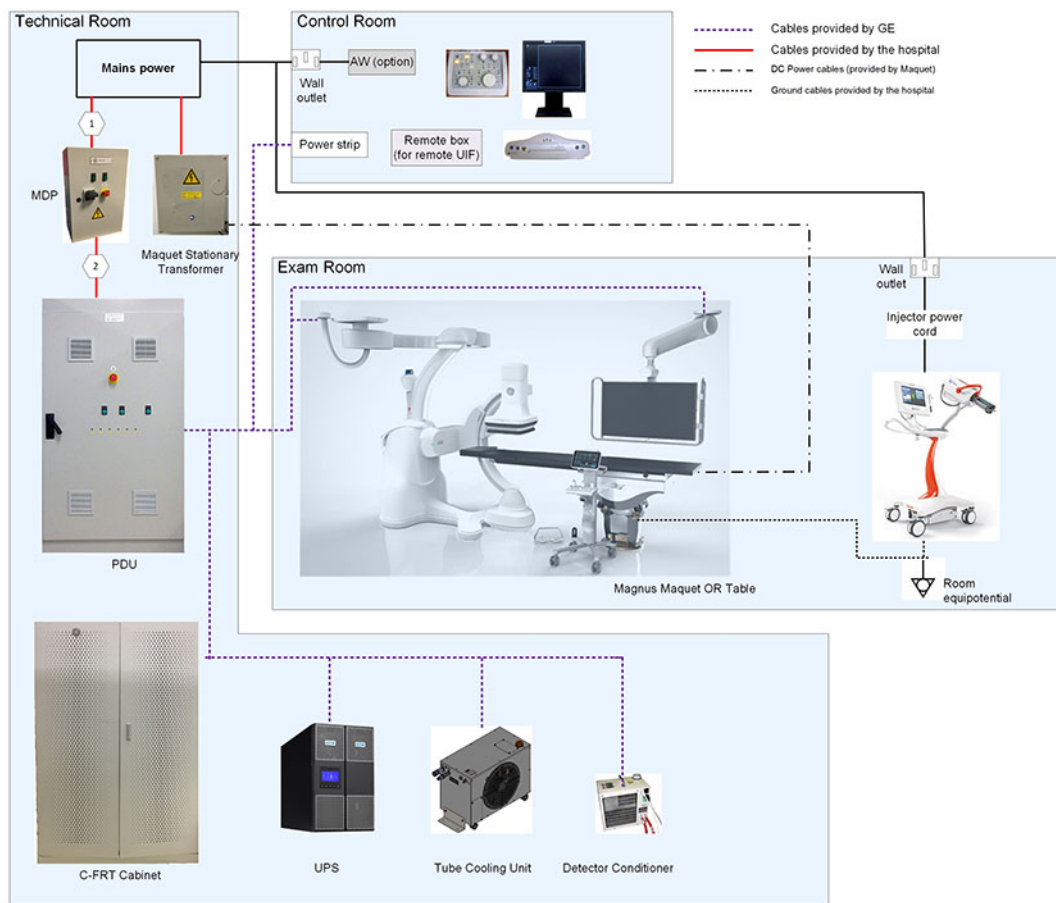 Technical Room
Control Room
Mains power
Wall
outlet
AW (option)
Power strip
Remote box
(for remote UIF)
Cables provided by GE
Cables provided by the hospital
DC Power cables (provided by Maquet)
Ground cables provided by the hospital
1
MDP
2
Maquet Stationary
Transformer
Exam Room
Wall
outlet
Injector power
cord
PDU
Magnus Maquet OR Table
Room
equipotential
C-FRT Cabinet
UPS
Tube Cooling Unit
Detector Conditioner